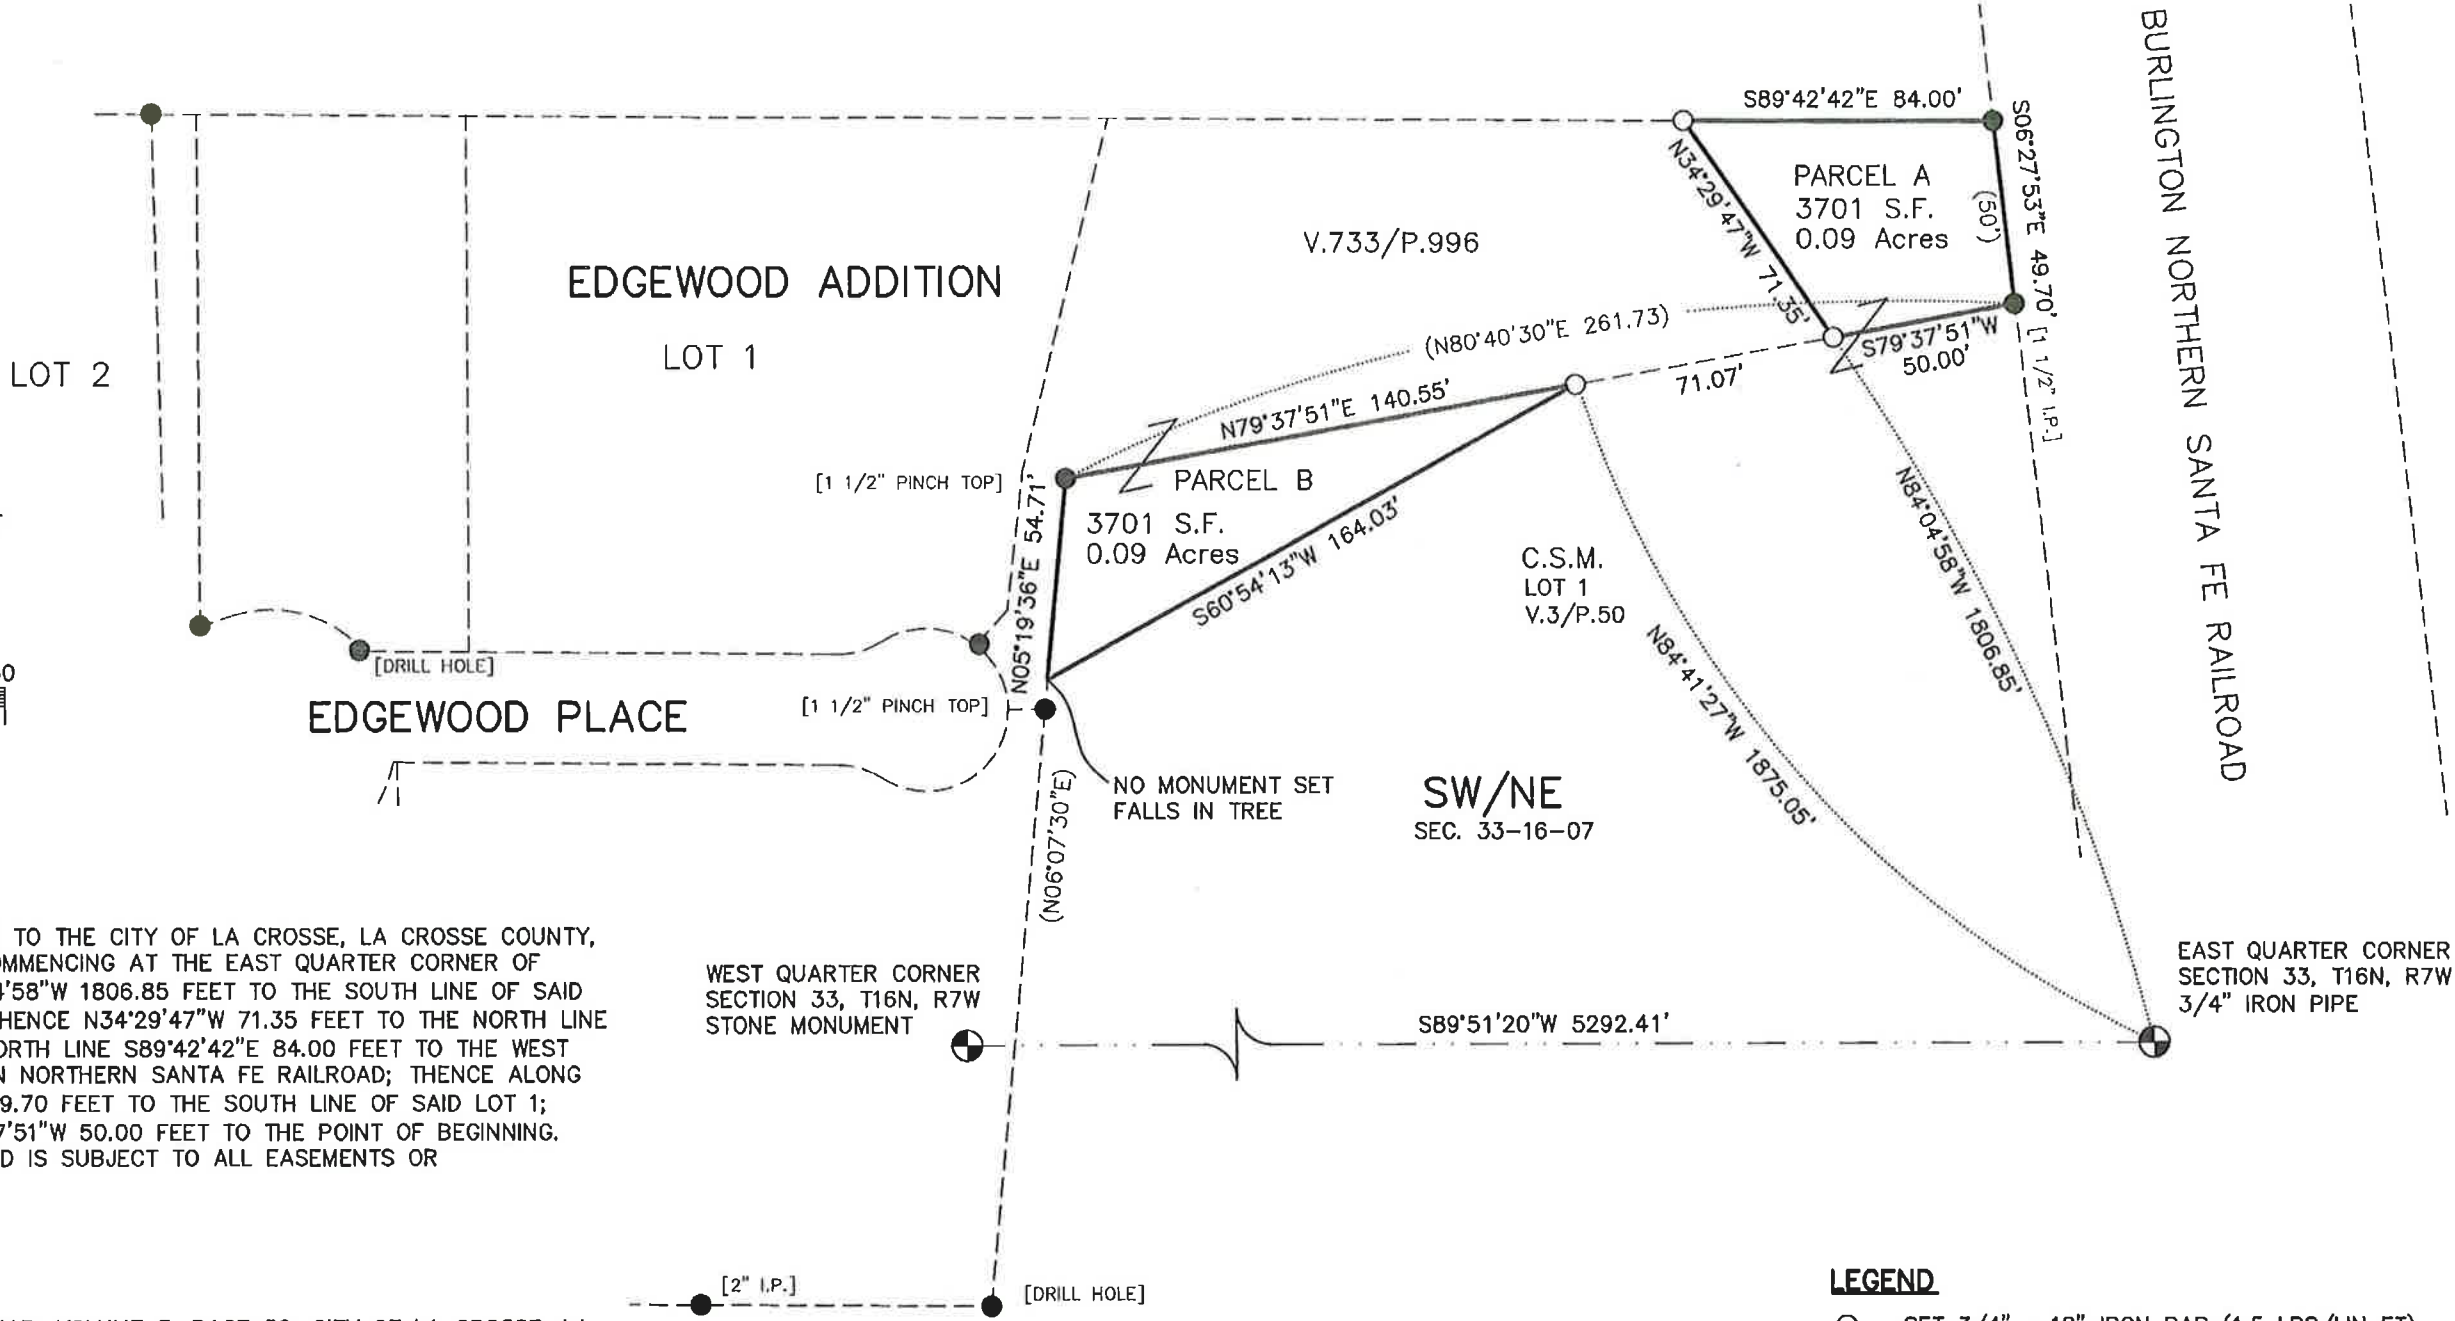 S89°42'42"E 84.00'
BURLINGTON NORTHERN SANTA FE RAILROAD
S06°27'53"E 49.70'
(50')
[1 1/2" I.P.]
N34°29'47"W 71.35'
PARCEL A
3701 S.F.
0.09 Acres
V.733/P.996
EDGEWOOD ADDITION
LOT 1
LOT 2
(N80°40'30"E 261.73)
S79°37'51"W
50.00'
71.07'
N79°37'51"E 140.55'
[1 1/2" PINCH TOP]
PARCEL B
3701 S.F.
0.09 Acres
N05°19'36"E 54.71'
S60°54'13"W 164.03'
C.S.M.
LOT 1
V.3/P.50
N84°04'58"W 1806.85'
N84°41'27"W 1875.05'
[DRILL HOLE]
EDGEWOOD PLACE
[1 1/2" PINCH TOP]
NO MONUMENT SET
FALLS IN TREE
(N06°07'30"E)
SW/NE
SEC. 33-16-07
TO THE CITY OF LA CROSSE, LA CROSSE COUNTY,
OMMENCING AT THE EAST QUARTER CORNER OF
4'58"W 1806.85 FEET TO THE SOUTH LINE OF SAID
HENCE N34°29'47"W 71.35 FEET TO THE NORTH LINE
ORTH LINE S89°42'42"E 84.00 FEET TO THE WEST
N NORTHERN SANTA FE RAILROAD; THENCE ALONG
9.70 FEET TO THE SOUTH LINE OF SAID LOT 1;
7'51"W 50.00 FEET TO THE POINT OF BEGINNING.
D IS SUBJECT TO ALL EASEMENTS OR
WEST QUARTER CORNER
SECTION 33, T16N, R7W
STONE MONUMENT
S89°51'20"W 5292.41'
EAST QUARTER CORNER
SECTION 33, T16N, R7W
3/4" IRON PIPE
[2" I.P.]
[DRILL HOLE]
LEGEND